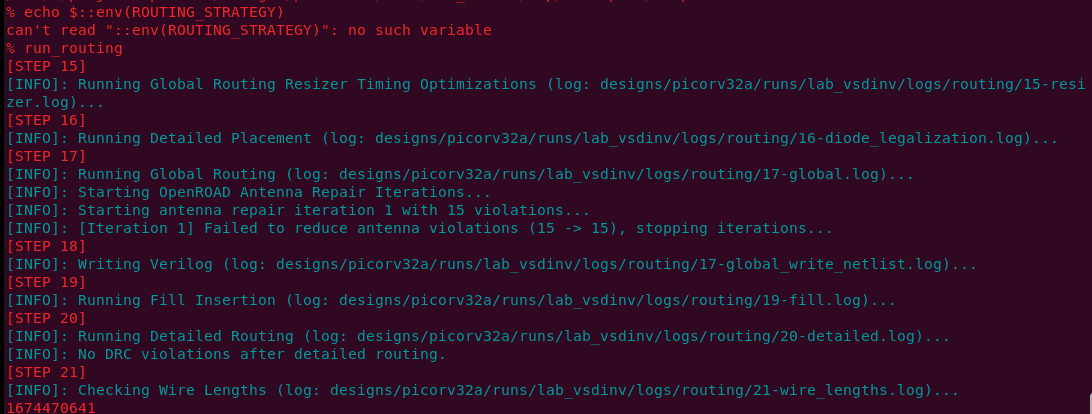 % echo $::env(ROUTING_STRATEGY)
can't read "::env(ROUTING_STRATEGY)": no such variable
% run_routing
[STEP 15]
[INFO]: Running Global Routing Resizer Timing Optimizations (log: designs/picorv32a/runs/lab_vsdinv/logs/routing/15-resi
zer.log)...
[STEP 16]
[INFO]: Running Detailed Placement (log: designs/picorv32a/runs/lab_vsdinv/logs/routing/16-diode_legalization.log)...
[STEP 17]
[INFO]: Running Global Routing (log: designs/picorv32a/runs/lab_vsdinv/logs/routing/17-global.log)...
[INFO]: Starting OpenROAD Antenna Repair Iterations...
[INFO]: Starting antenna repair iteration 1 with 15 violations...
[INFO]: [Iteration 1] Failed to reduce antenna violations (15 -> 15), stopping iterations...
[STEP 18]
[INFO]: Writing Verilog (log: designs/picorv32a/runs/lab_vsdinv/logs/routing/17-global_write_netlist.log)...
[STEP 19]
[INFO]: Running Fill Insertion (log: designs/picorv32a/runs/lab_vsdinv/logs/routing/19-fill.log)...
[STEP 20]
[INFO]: Running Detailed Routing (log: designs/picorv32a/runs/lab_vsdinv/logs/routing/20-detailed.log)...
[INFO]: No DRC violations after detailed routing.
[STEP 21]
[INFO]: Checking Wire Lengths (log: designs/picorv32a/runs/lab_vsdinv/logs/routing/21-wire_lengths.log)...
1674470641